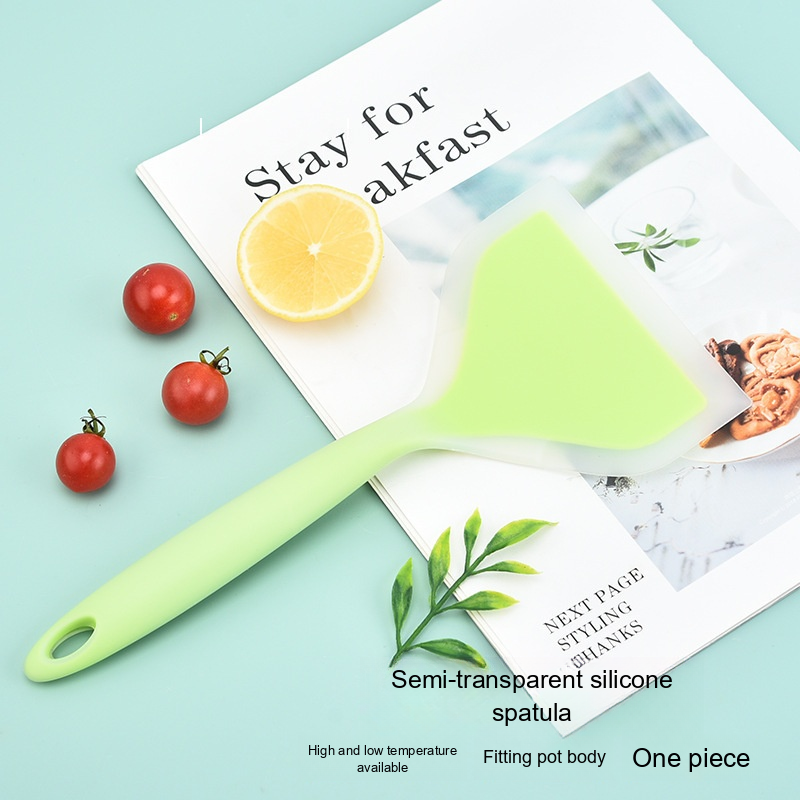 Stay for
akfast
NEXT PAGE
STYLING
HANKS
Semi-transparent silicone
spatula
High and low temperature
available
Fitting pot body
One piece